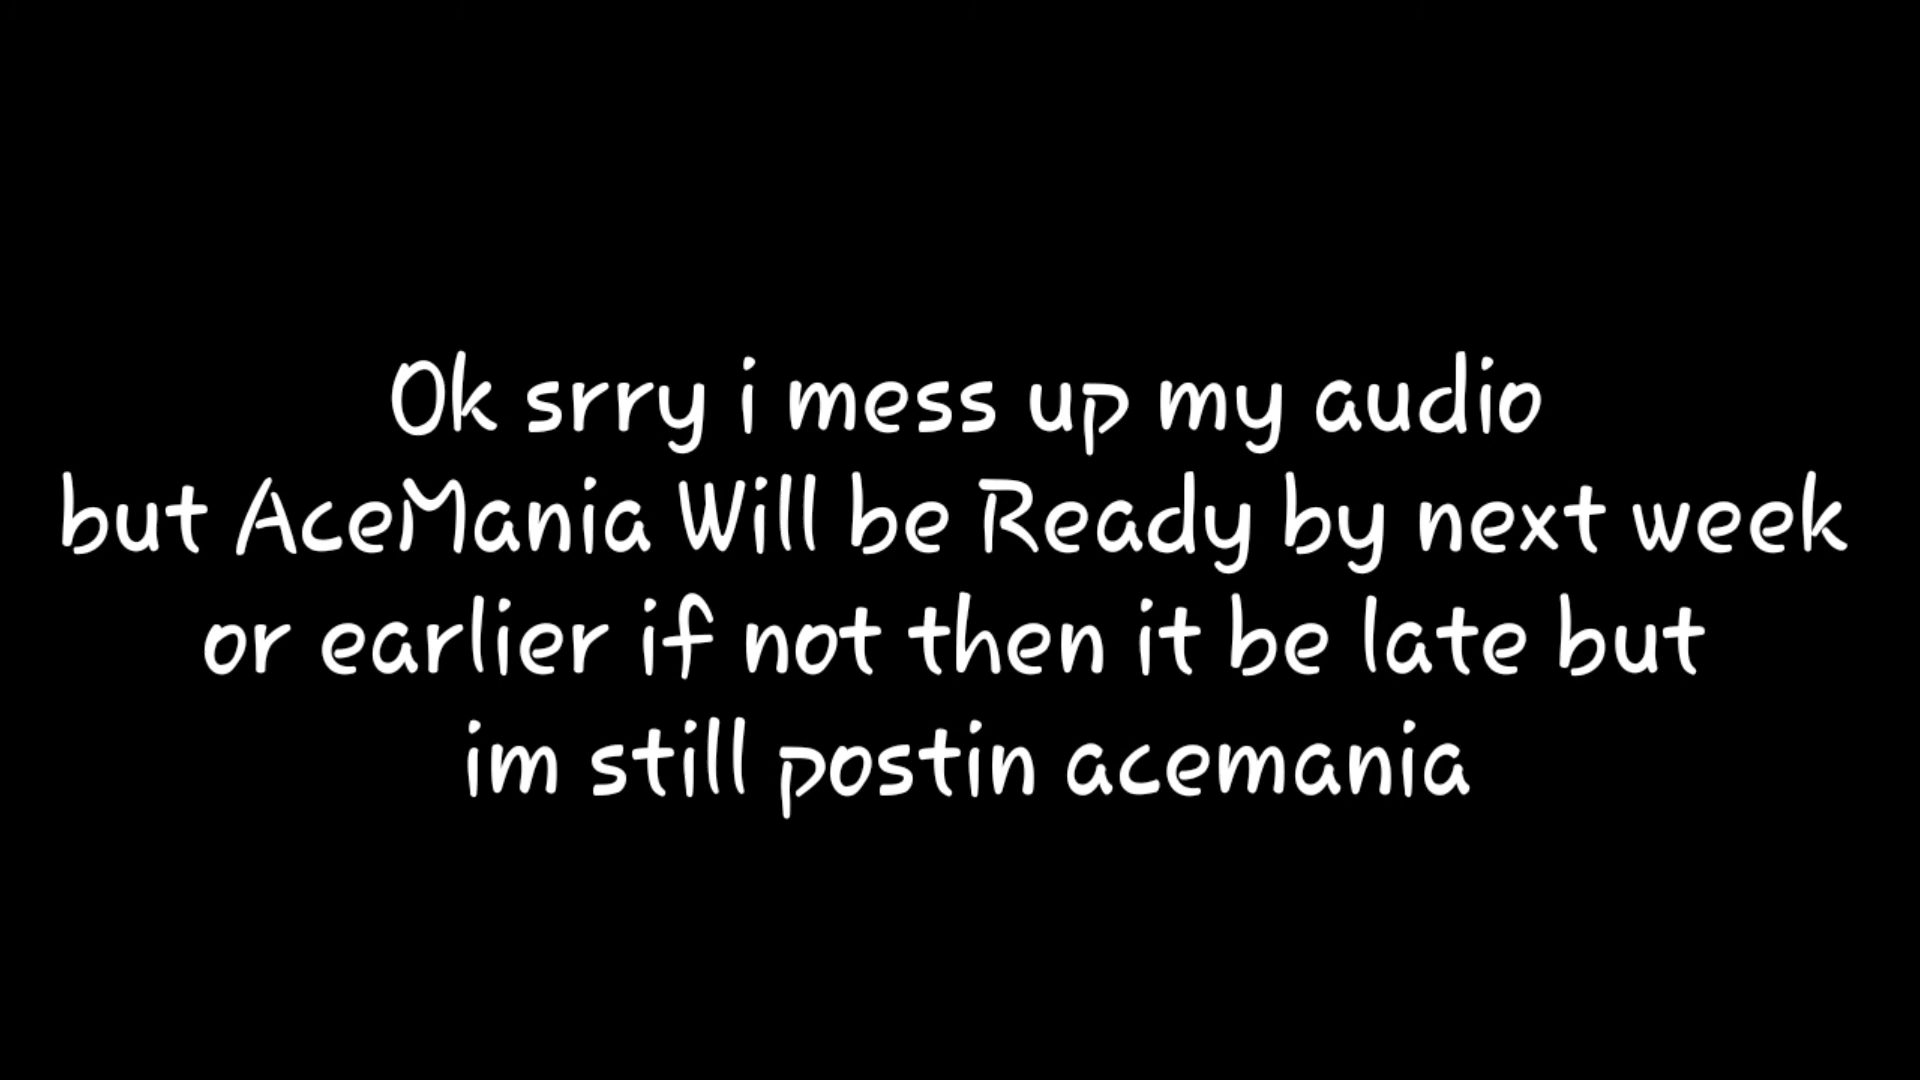 Ok srry i mess up my audio
but AceMania Will be Ready by next week
or earlier if not then it be late but
im still postin acemania